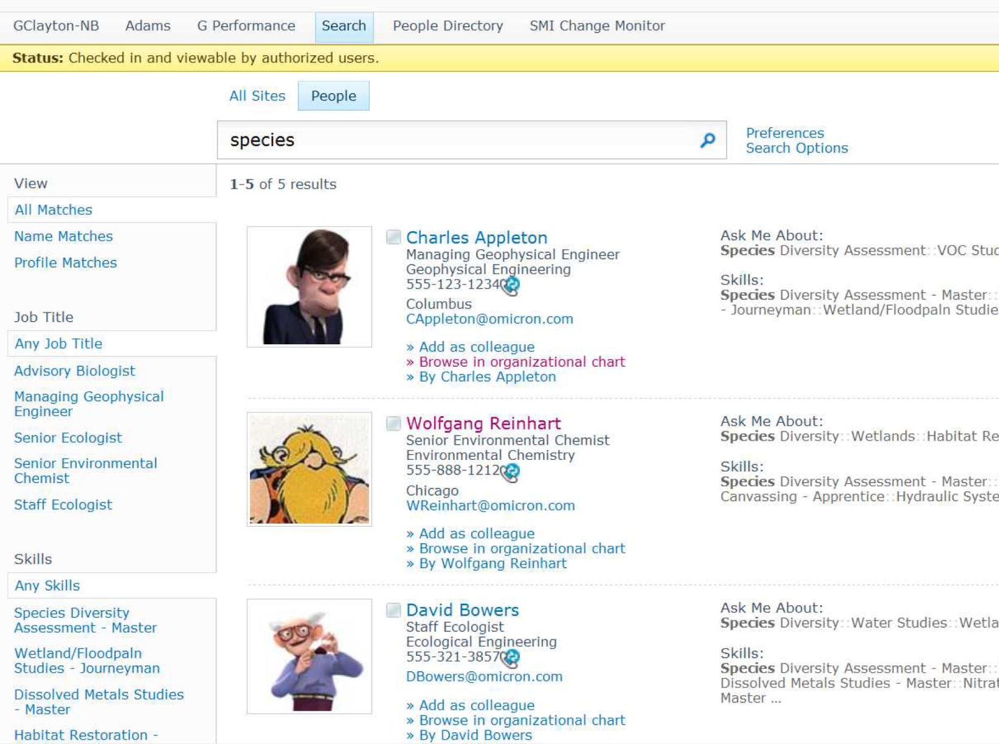 GClayton-NB Adams G Performance Search People Directory SMI Change Monitor
Status: Checked in and viewable by authorized users.
All Sites People
species
Preferences
Search Options
View
All Matches
Name Matches
Profile Matches
Job Title
Any Job Title
Advisory Biologist
Managing Geophysical
Engineer
Senior Ecologist
Senior Environmental
Chemist
Staff Ecologist
Skills
Any Skills
Species Diversity
Assessment - Master
Wetland/Floodpaln
Studies - Journeyman
Dissolved Metals Studies
- Master
Habitat Restoration -
1-5 of 5 results
Charles Appleton
Managing Geophysical Engineer
Geophysical Engineering
555-123-1234
Columbus
CAppleton@omicron.com
» Add as colleague
» Browse in organizational chart
» By Charles Appleton
Ask Me About:
Species Diversity Assessment::VOC Stud
Skills:
Species Diversity Assessment - Master::
- Journeyman::Wetland/Floodpaln Studie
Wolfgang Reinhart
Senior Environmental Chemist
Environmental Chemistry
555-888-1212
Chicago
WReinhart@omicron.com
» Add as colleague
» Browse in organizational chart
» By Wolfgang Reinhart
Ask Me About:
Species Diversity::Wetlands::Habitat Re
Skills:
Species Diversity Assessment - Master::
Canvassing - Apprentice::Hydraulic Syste
David Bowers
Staff Ecologist
Ecological Engineering
555-321-3857
DBowers@omicron.com
» Add as colleague
» Browse in organizational chart
» By David Bowers
Ask Me About:
Species Diversity::Water Studies::Wetla
Skills:
Species Diversity Assessment - Master::
Dissolved Metals Studies - Master::Nitrat
Master ...